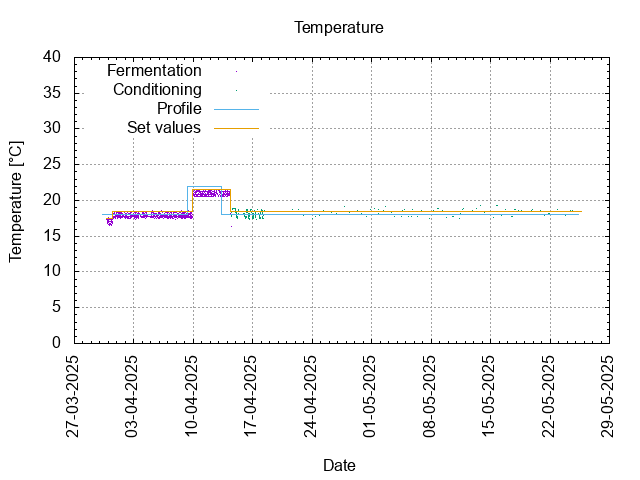 Temperature
40
35
30
25
20
15
10
5
0
Temperature [°C]
Fermentation
Conditioning
Profile
Set values
27-03-2025
03-04-2025
10-04-2025
17-04-2025
24-04-2025
01-05-2025
08-05-2025
15-05-2025
22-05-2025
29-05-2025
Date